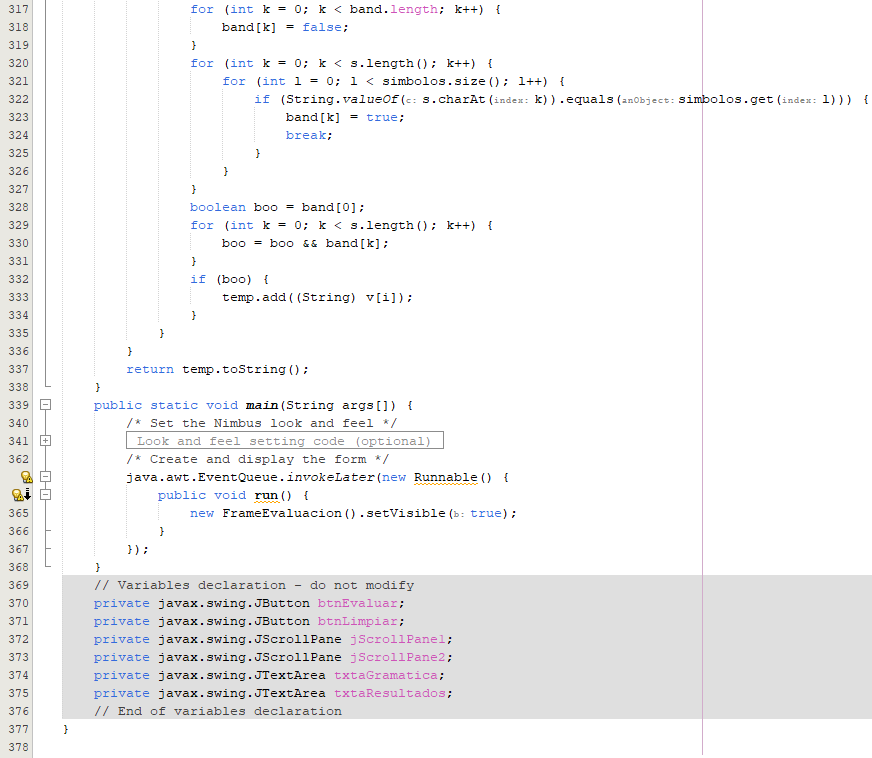 317 for (int k = 0; k < band.length; k++) {
318 band[k] = false;
319 }
320 for (int k = 0; k < s.length(); k++) {
321 for (int l = 0; l < simbolos.size(); l++) {
322 if (String.valueOf(c: s.charAt(index: k)).equals(anObject: simbolos.get(index: l))) {
323 band[k] = true;
324 break;
325 }
326 }
327 }
328 boolean boo = band[0];
329 for (int k = 0; k < s.length(); k++) {
330 boo = boo && band[k];
331 }
332 if (boo) {
333 temp.add((String) v[i]);
334 }
335 }
336 }
337 return temp.toString();
338 }
339 public static void main(String args[]) {
340 /* Set the Nimbus look and feel */
341 Look and feel setting code (optional)
362 /* Create and display the form */
java.awt.EventQueue.invokeLater(new Runnable() {
public void run() {
365 new FrameEvaluacion().setVisible(b: true);
366 }
367 });
368 }
369 // Variables declaration - do not modify
370 private javax.swing.JButton btnEvaluar;
371 private javax.swing.JButton btnLimpiar;
372 private javax.swing.JScrollPane jScrollPane1;
373 private javax.swing.JScrollPane jScrollPane2;
374 private javax.swing.JTextArea txtaGramatica;
375 private javax.swing.JTextArea txtaResultados;
376 // End of variables declaration
377 }
378